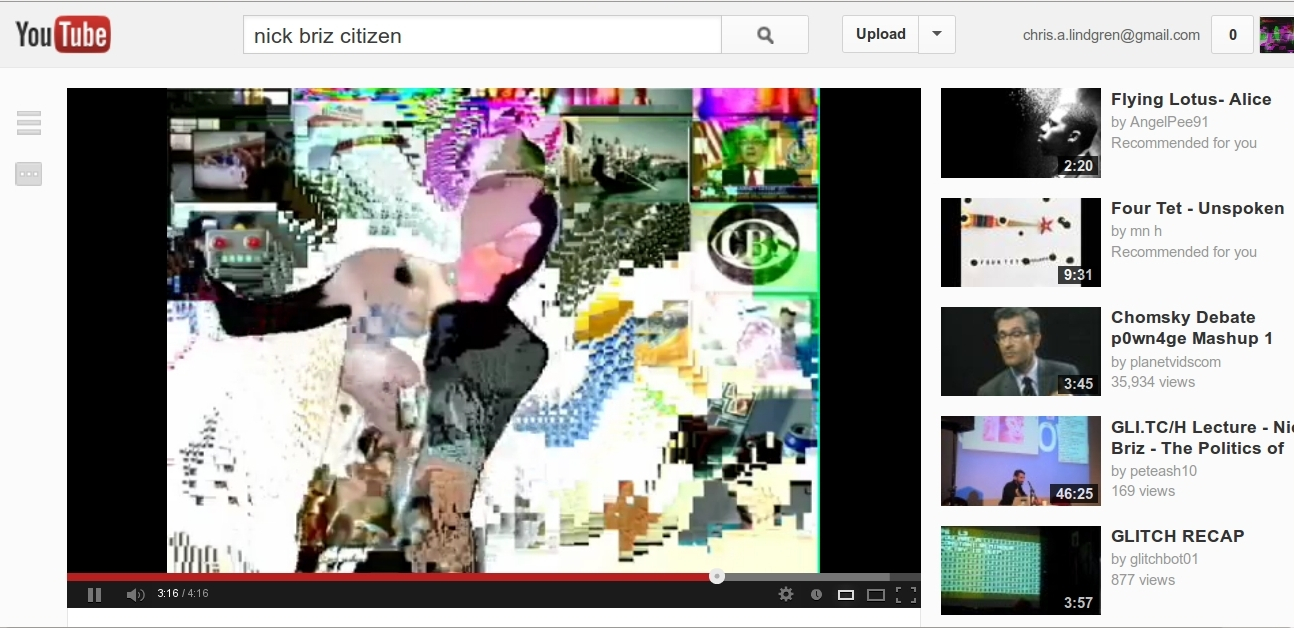 YouTube
nick briz citizen
Upload
chris.a.lindgren@gmail.com
0
CBS
3:16 / 4:16
Flying Lotus- Alice
by AngelPee91
Recommended for you
2:20
Four Tet - Unspoken
by mn h
Recommended for you
FOUR TET
9:31
Chomsky Debate
p0wn4ge Mashup 1
by planetvidscom
35,934 views
3:45
GLI.TC/H Lecture - Ni
Briz - The Politics of
by peteash10
169 views
46:25
GLITCH RECAP
by glitchbot01
877 views
3:57